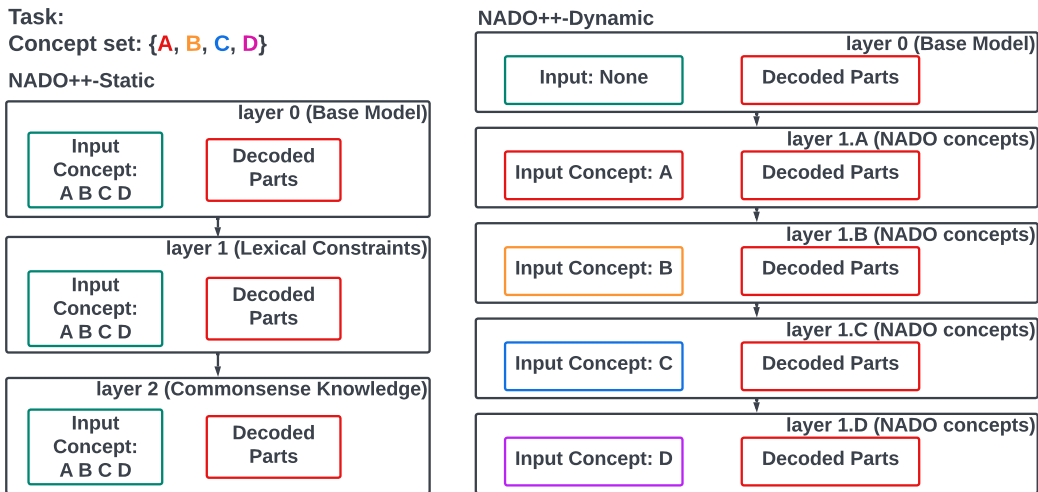 Task:
Concept set: {A, B, C, D}
NADO++-Static
layer 0 (Base Model)
Input
Concept:
A B C D
Decoded
Parts
layer 1 (Lexical Constraints)
Input
Concept:
A B C D
Decoded
Parts
layer 2 (Commonsense Knowledge)
Input
Concept:
A B C D
Decoded
Parts
NADO++-Dynamic
layer 0 (Base Model)
Input: None
Decoded Parts
layer 1.A (NADO concepts)
Input Concept: A
Decoded Parts
layer 1.B (NADO concepts)
Input Concept: B
Decoded Parts
layer 1.C (NADO concepts)
Input Concept: C
Decoded Parts
layer 1.D (NADO concepts)
Input Concept: D
Decoded Parts